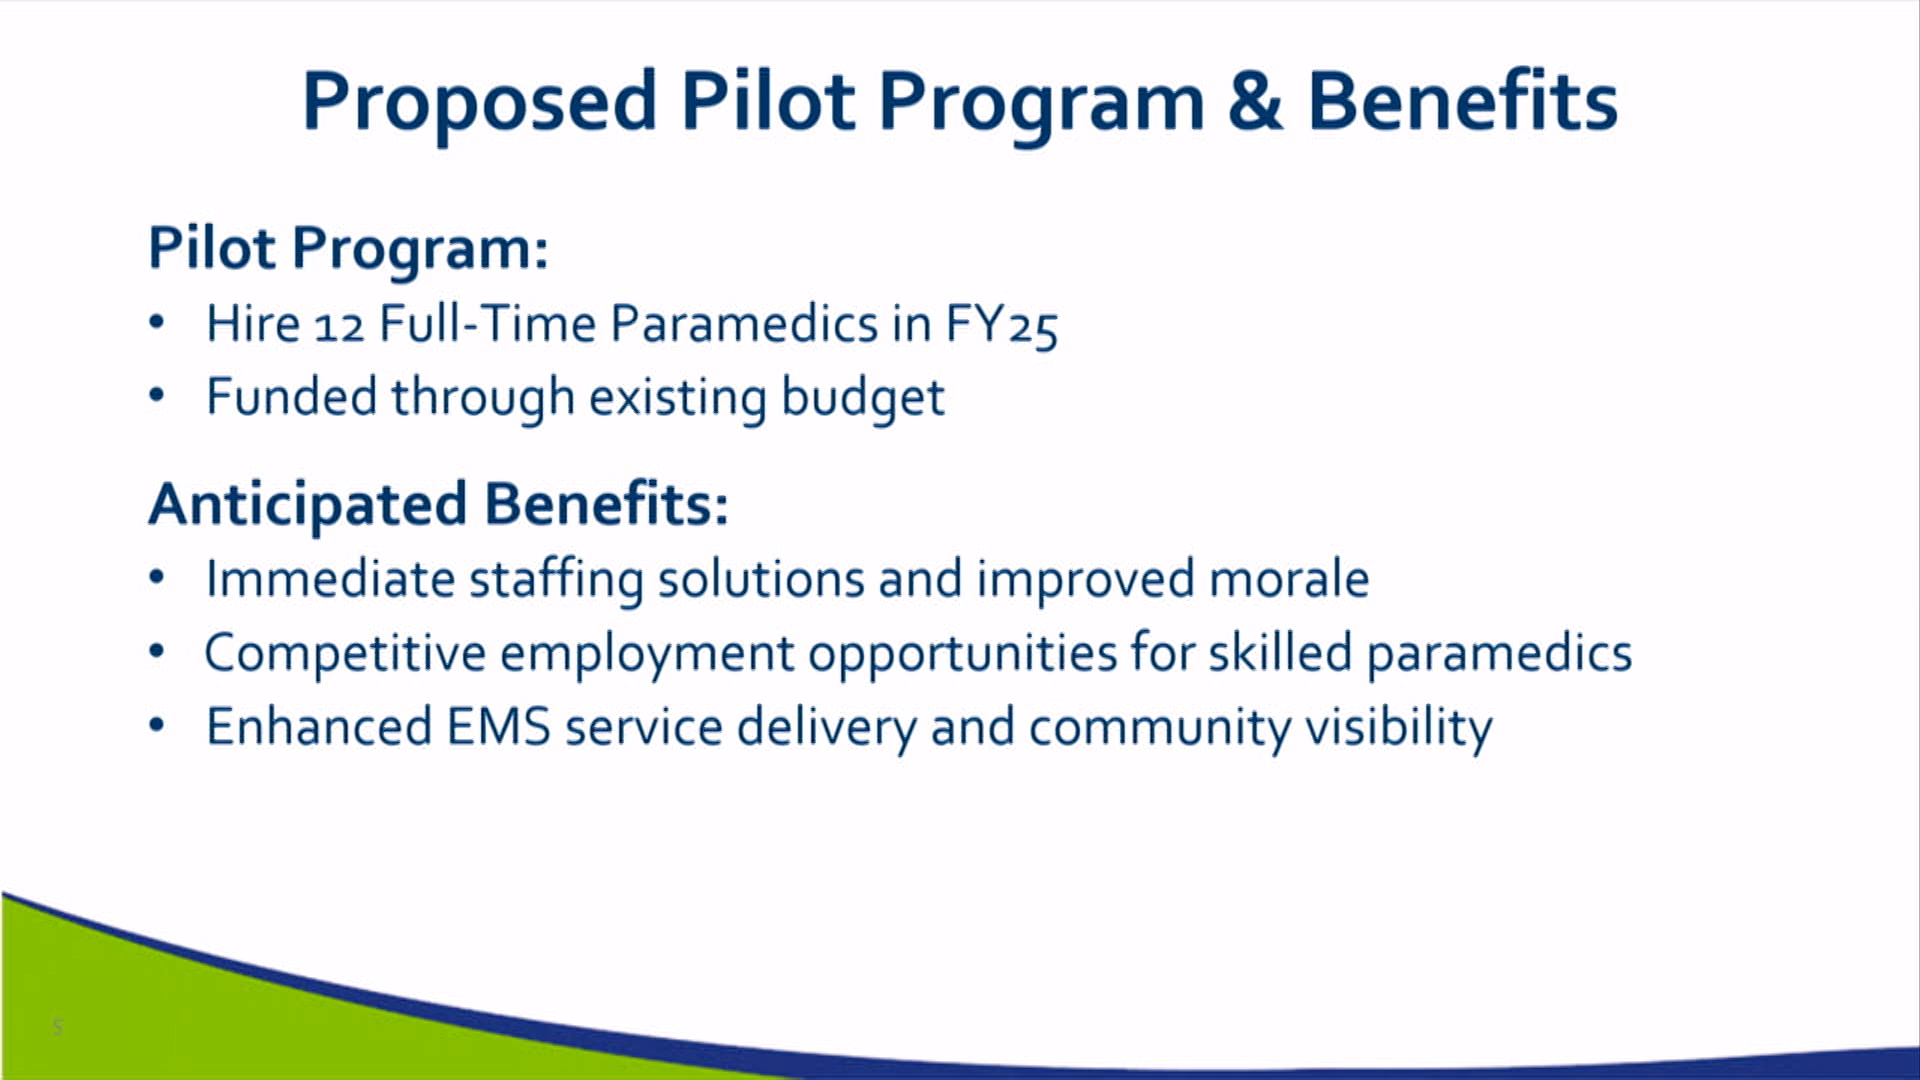 Proposed Pilot Program & Benefits
Pilot Program:
• Hire 12 Full-Time Paramedics in FY25
• Funded through existing budget
Anticipated Benefits:
• Immediate staffing solutions and improved morale
• Competitive employment opportunities for skilled paramedics
• Enhanced EMS service delivery and community visibility
5